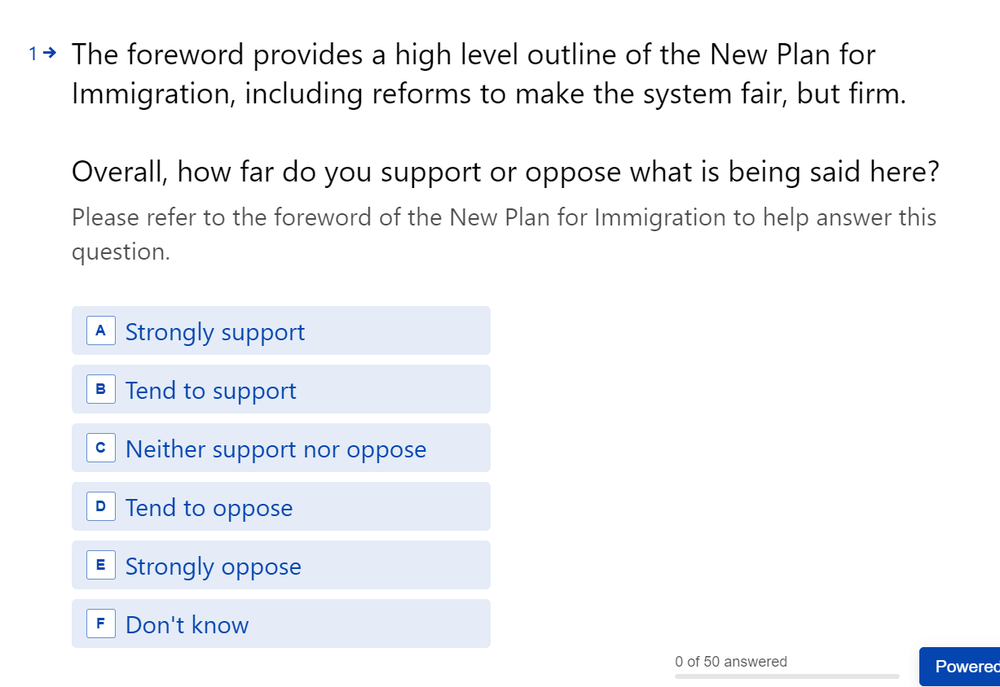 1 → The foreword provides a high level outline of the New Plan for
Immigration, including reforms to make the system fair, but firm.
Overall, how far do you support or oppose what is being said here?
Please refer to the foreword of the New Plan for Immigration to help answer this
question.
A Strongly support
B Tend to support
C Neither support nor oppose
D Tend to oppose
E Strongly oppose
F Don't know
0 of 50 answered
Powered